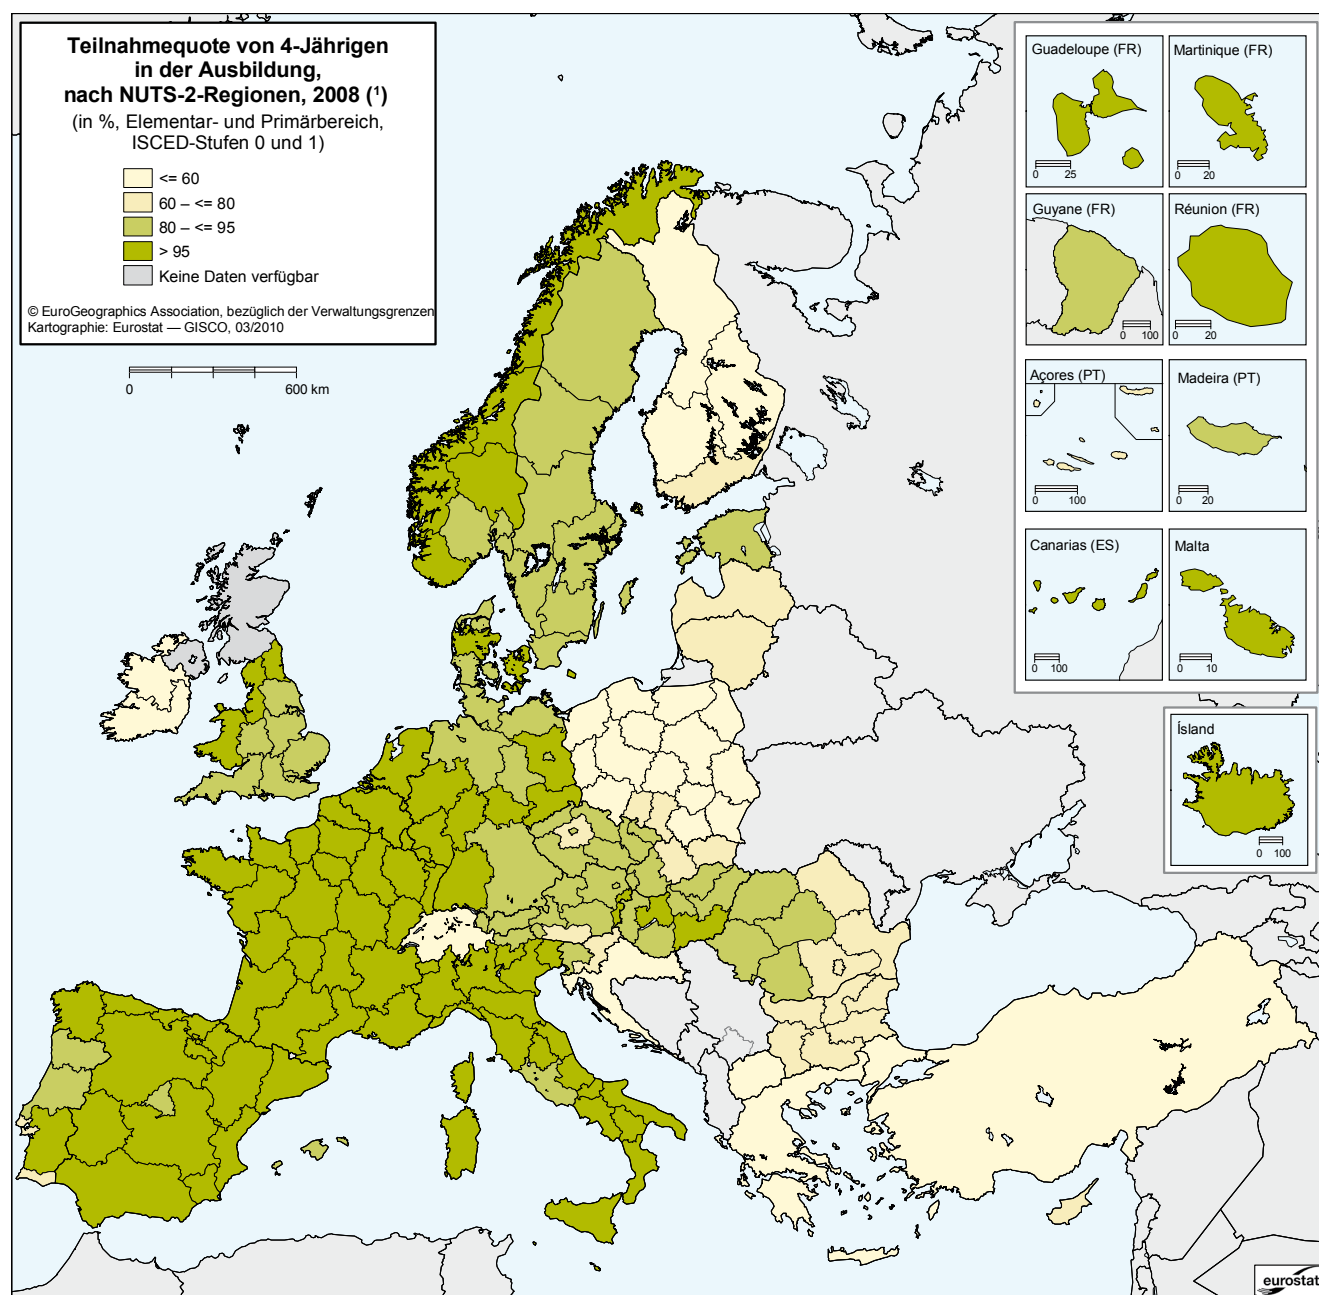 Teilnahmequote von 4-Jährigen
in der Ausbildung,
nach NUTS-2-Regionen, 2008 (¹)
(in %, Elementar- und Primärbereich,
ISCED-Stufen 0 und 1)
<= 60
60 – <= 80
80 – <= 95
> 95
Keine Daten verfügbar
© EuroGeographics Association, bezüglich der Verwaltungsgrenzen
Kartographie: Eurostat — GISCO, 03/2010
0 600 km
Guadeloupe (FR)
0 25
Martinique (FR)
0 20
Guyane (FR)
0 100
Réunion (FR)
0 20
Açores (PT)
0 100
Madeira (PT)
0 20
Canarias (ES)
0 100
Malta
0 10
Ísland
0 100
eurostat